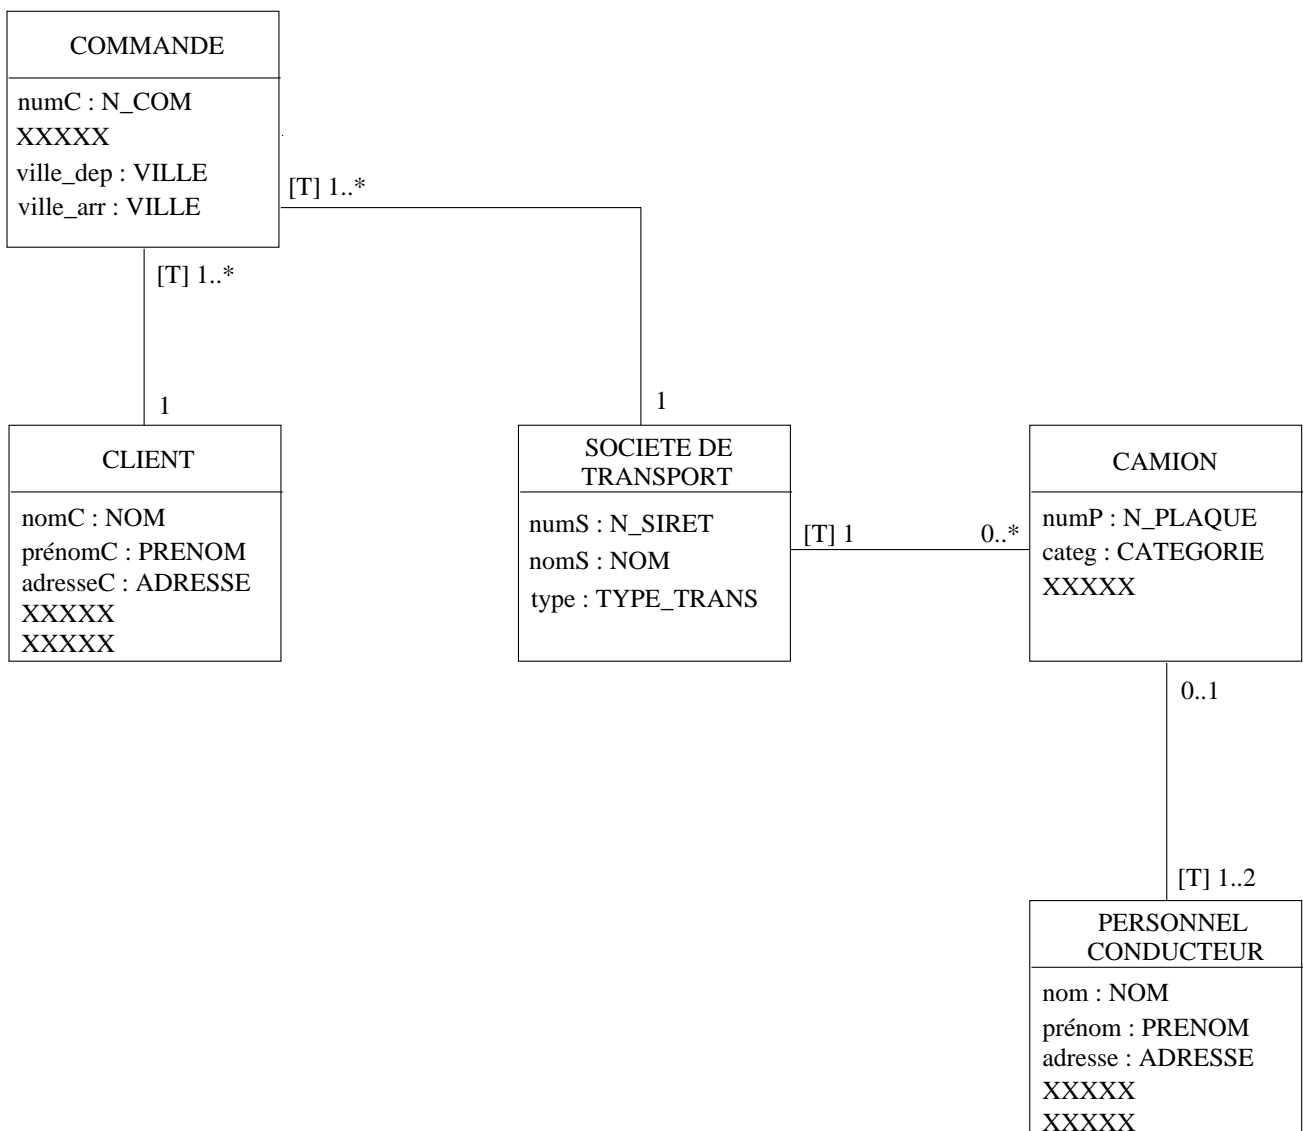 COMMANDE
numC : N_COM
XXXXX
ville_dep : VILLE
ville_arr : VILLE
[T] 1..*
[T] 1..*
1
1
CLIENT
nomC : NOM
prénomC : PRENOM
adresseC : ADRESSE
XXXXX
XXXXX
SOCIETE DE
TRANSPORT
numS : N_SIRET
nomS : NOM
type : TYPE_TRANS
[T] 1
0..*
CAMION
numP : N_PLAQUE
categ : CATEGORIE
XXXXX
0..1
[T] 1..2
PERSONNEL
CONDUCTEUR
nom : NOM
prénom : PRENOM
adresse : ADRESSE
XXXXX
XXXXX